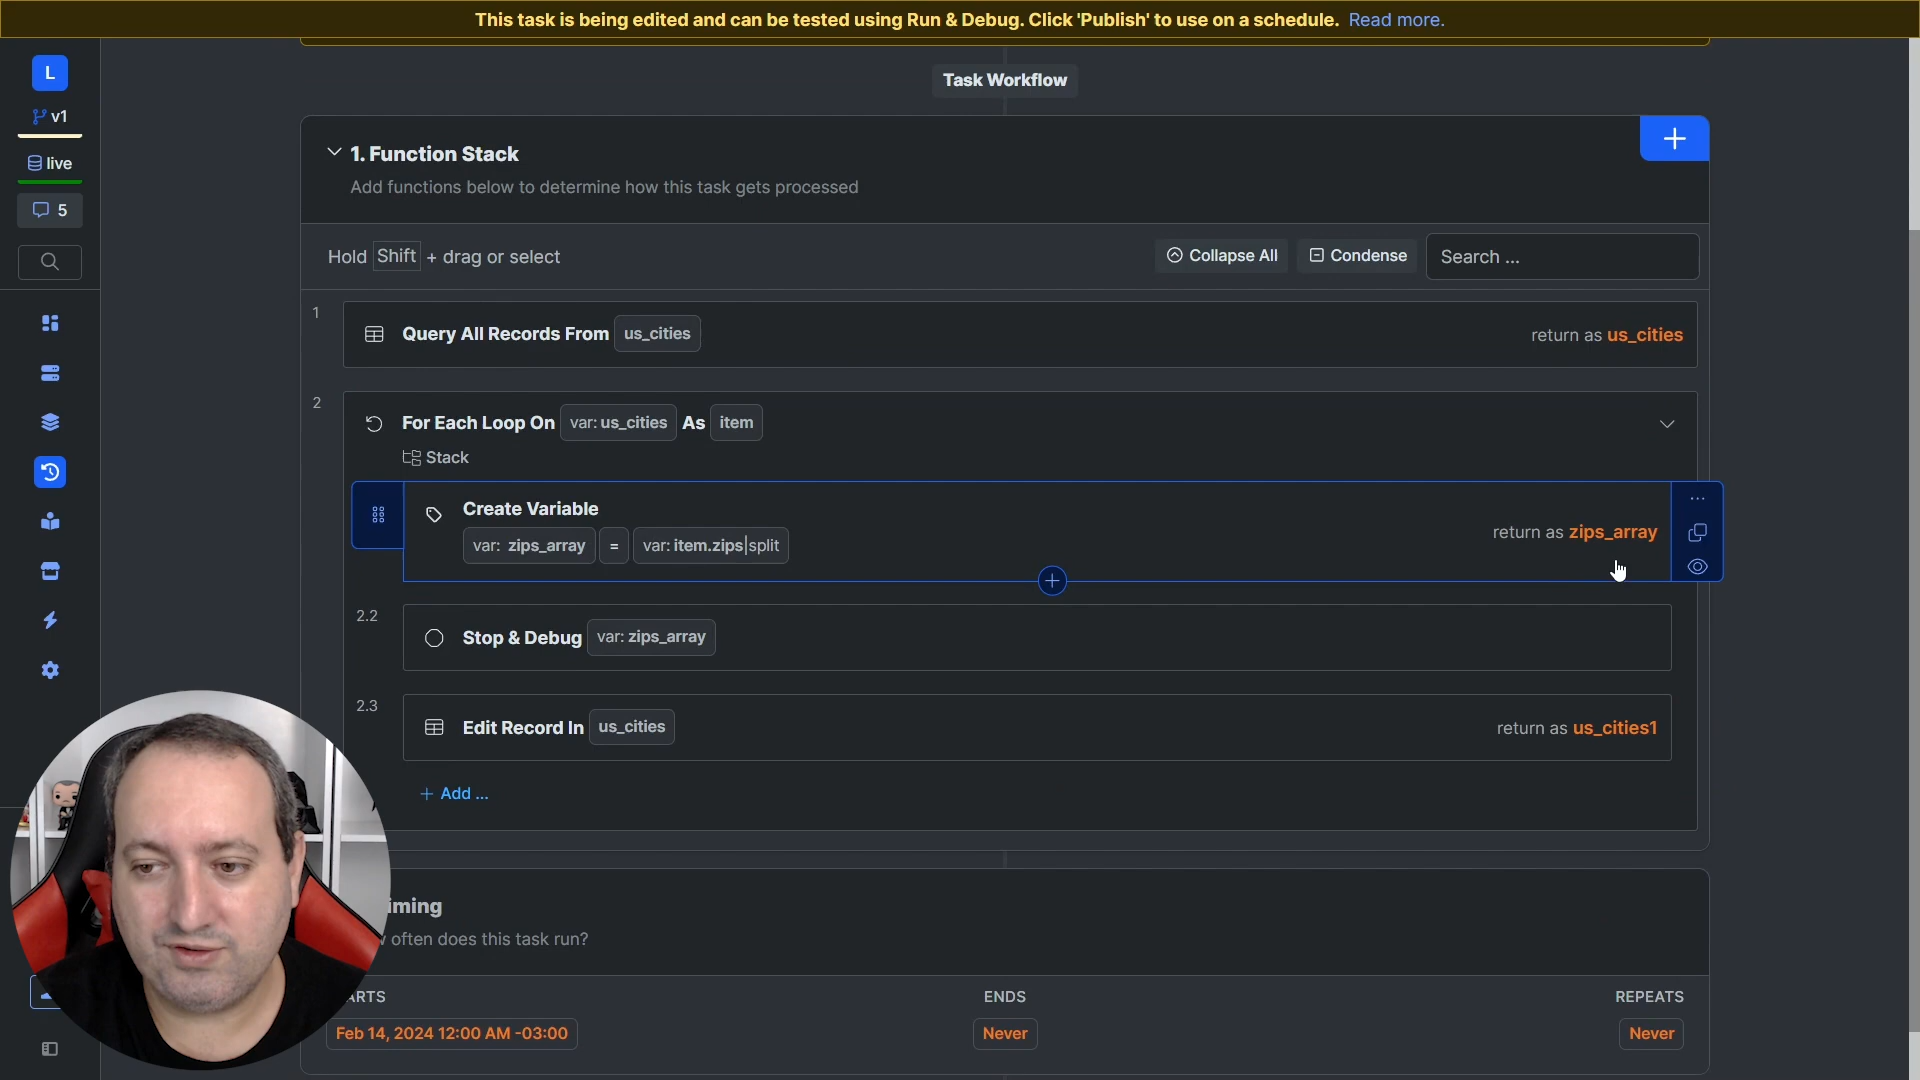 This task is being edited and can be tested using Run & Debug. Click 'Publish' to use on a schedule. Read more.
L
v1
live
5
Task Workflow
1. Function Stack
Add functions below to determine how this task gets processed
Hold Shift + drag or select
Collapse All
Condense
Search ...
1
Query All Records From us_cities
return as us_cities
2
For Each Loop On var: us_cities As item
Stack
Create Variable
var: zips_array = var: item.zips|split
return as zips_array
2.2
Stop & Debug var: zips_array
2.3
Edit Record In us_cities
return as us_cities1
+ Add ...
iming
often does this task run?
ARTS
ENDS
REPEATS
Feb 14, 2024 12:00 AM -03:00
Never
Never